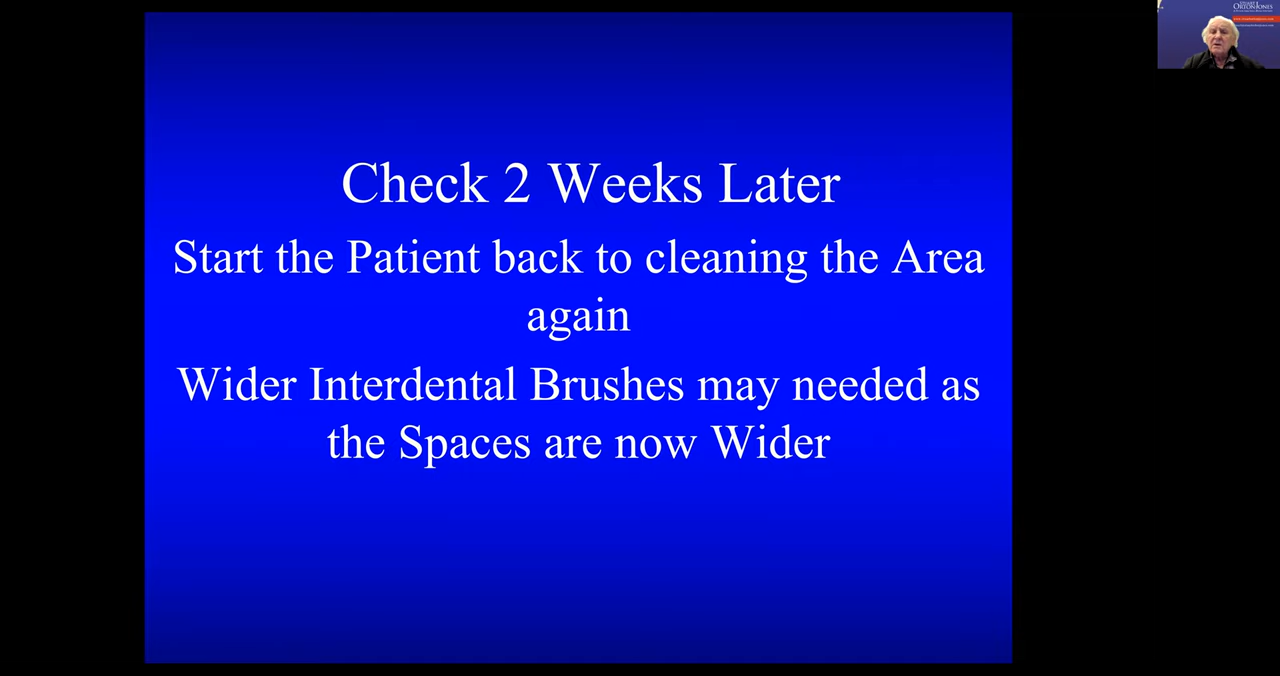 Check 2 Weeks Later
Start the Patient back to cleaning the Area
again
Wider Interdental Brushes may needed as
the Spaces are now Wider
ORTONJONES